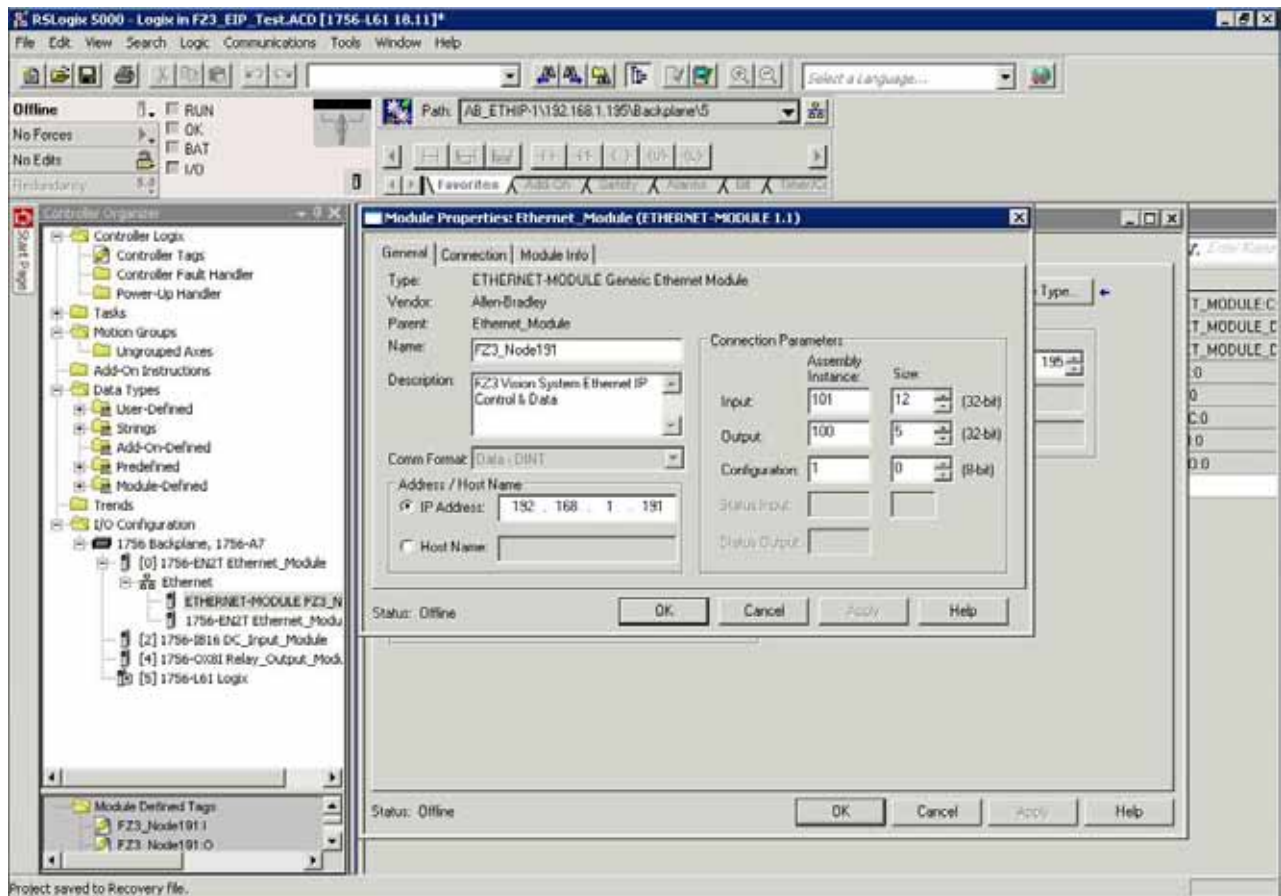 RSLogix 5000 - Logix in FZ3_EIP_Test.ACD [1756-L61 18.11]*
File Edit View Search Logic Communications Tools Window Help
Select a Language...
Offline
RUN
No Forces
OK
No Edits
BAT
Redundancy
I/O
Path: AB_ETHIP-1\192.168.1.195\Backplane\5
Favorites Add-On Safety Alarms Bit Timer/C
Start Page
Controller Organizer
Controller Logix
Controller Tags
Controller Fault Handler
Power-Up Handler
Tasks
Motion Groups
Ungrouped Axes
Add-On Instructions
Data Types
User-Defined
Strings
Add-On-Defined
Predefined
Module-Defined
Trends
I/O Configuration
1756 Backplane, 1756-A7
[0] 1756-EN2T Ethernet_Module
Ethernet
ETHERNET-MODULE FZ3_N
1756-EN2T Ethernet_Modu
[2] 1756-IB16 DC_Input_Module
[4] 1756-OX8I Relay_Output_Modu
[5] 1756-L61 Logix
Module Defined Tags
FZ3_Node191:I
FZ3_Node191:O
Module Properties: Ethernet_Module (ETHERNET-MODULE 1.1)
General Connection Module Info
Type: ETHERNET-MODULE Generic Ethernet Module
Vendor: Allen-Bradley
Parent: Ethernet_Module
Name: FZ3_Node191
Description: FZ3 Vision System Ethernet IP
Control & Data
Comm Format: Data - DINT
Address / Host Name
IP Address: 192 . 168 . 1 . 191
Host Name:
Connection Parameters
Assembly
Instance: Size:
Input: 101 12 (32-bit)
Output: 100 5 (32-bit)
Configuration: 1 0 (8-bit)
Status Input:
Status Output:
Status: Offline
OK Cancel Apply Help
Type...
195
T_MODULE:C
T_MODULE_D
T_MODULE_D
:0
0
C:0
I:0
O:0
Status: Offline
OK Cancel Apply Help
Project saved to Recovery file.